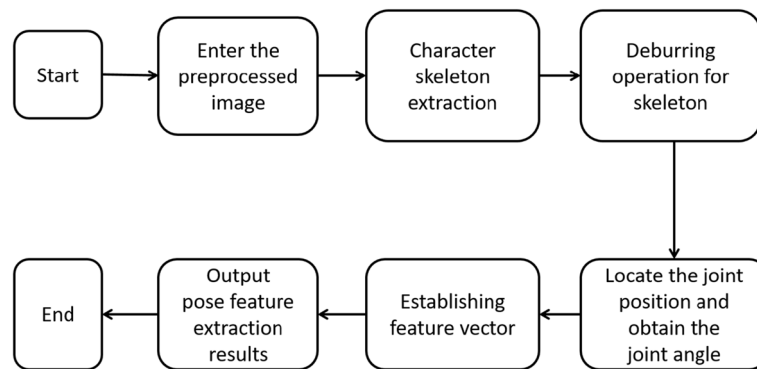 Start
Enter the
preprocessed
image
Character
skeleton
extraction
Deburring
operation for
skeleton
Locate the joint
position and
obtain the
joint angle
Establishing
feature vector
Output
pose feature
extraction
results
End